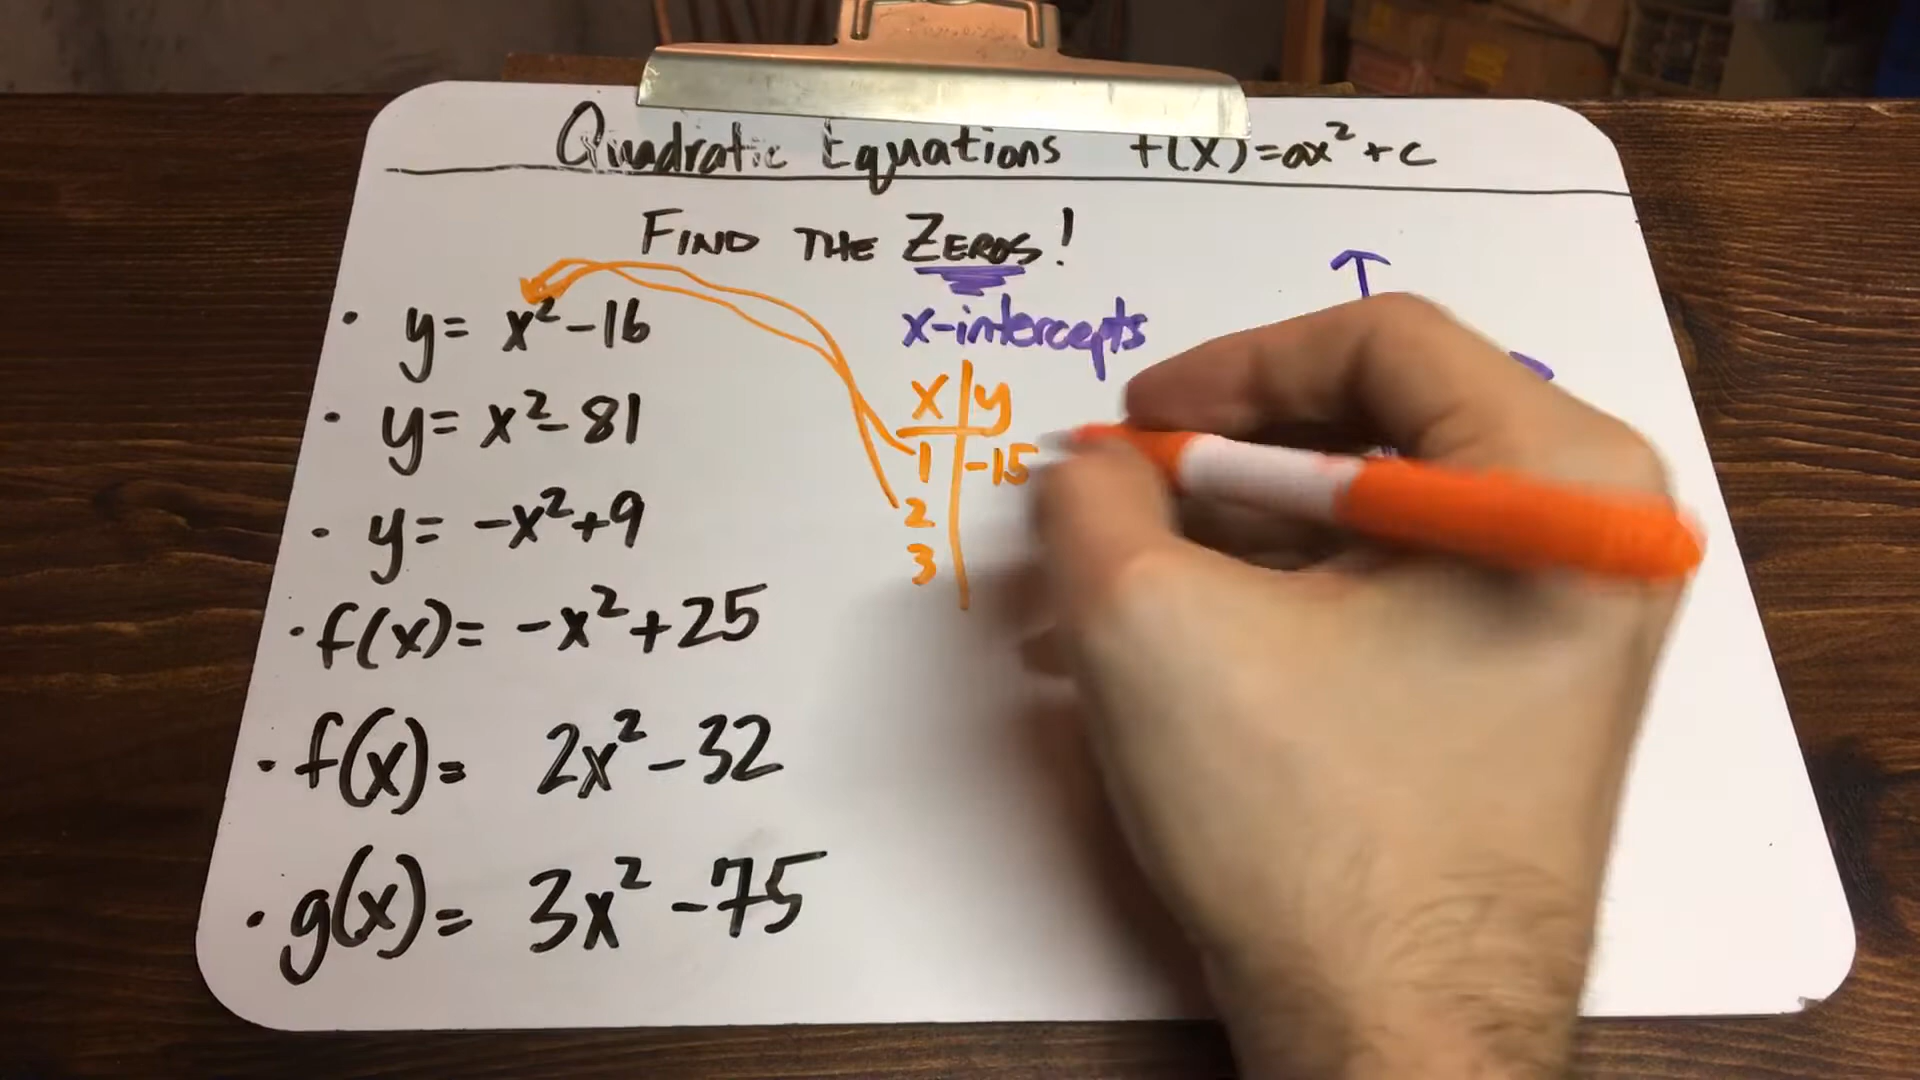 Quadratic Equations f(x)=ax²+c
FIND THE ZEROS!
x-intercepts
• y= x²-16
• y= x²-81
• y= -x²+9
• f(x)= -x²+25
• f(x)= 2x²-32
• g(x)= 3x²-75
x y
1 -15
2
3